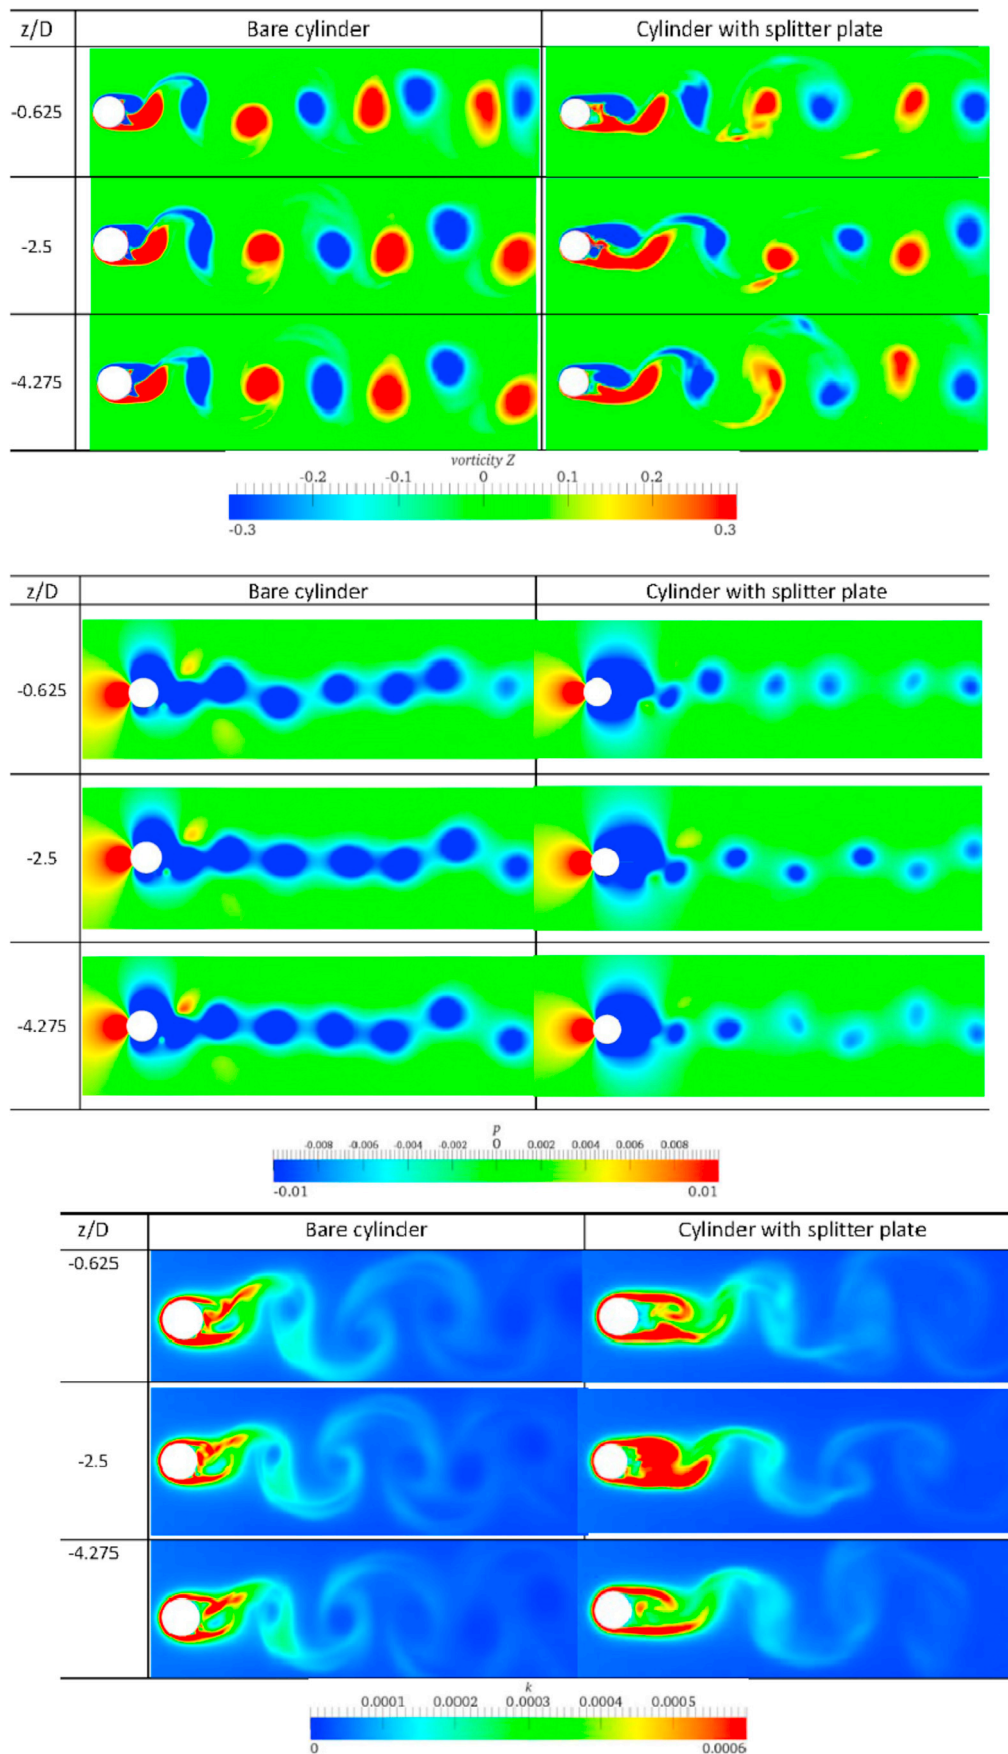 z/D Bare cylinder Cylinder with splitter plate
-0.625
-2.5
-4.275
vorticity Z
-0.2 -0.1 0 0.1 0.2
-0.3 0.3
z/D Bare cylinder Cylinder with splitter plate
-0.625
-2.5
-4.275
p
-0.008 -0.006 -0.004 -0.002 0 0.002 0.004 0.006 0.008
-0.01 0.01
z/D Bare cylinder Cylinder with splitter plate
-0.625
-2.5
-4.275
k
0.0001 0.0002 0.0003 0.0004 0.0005
0 0.0006